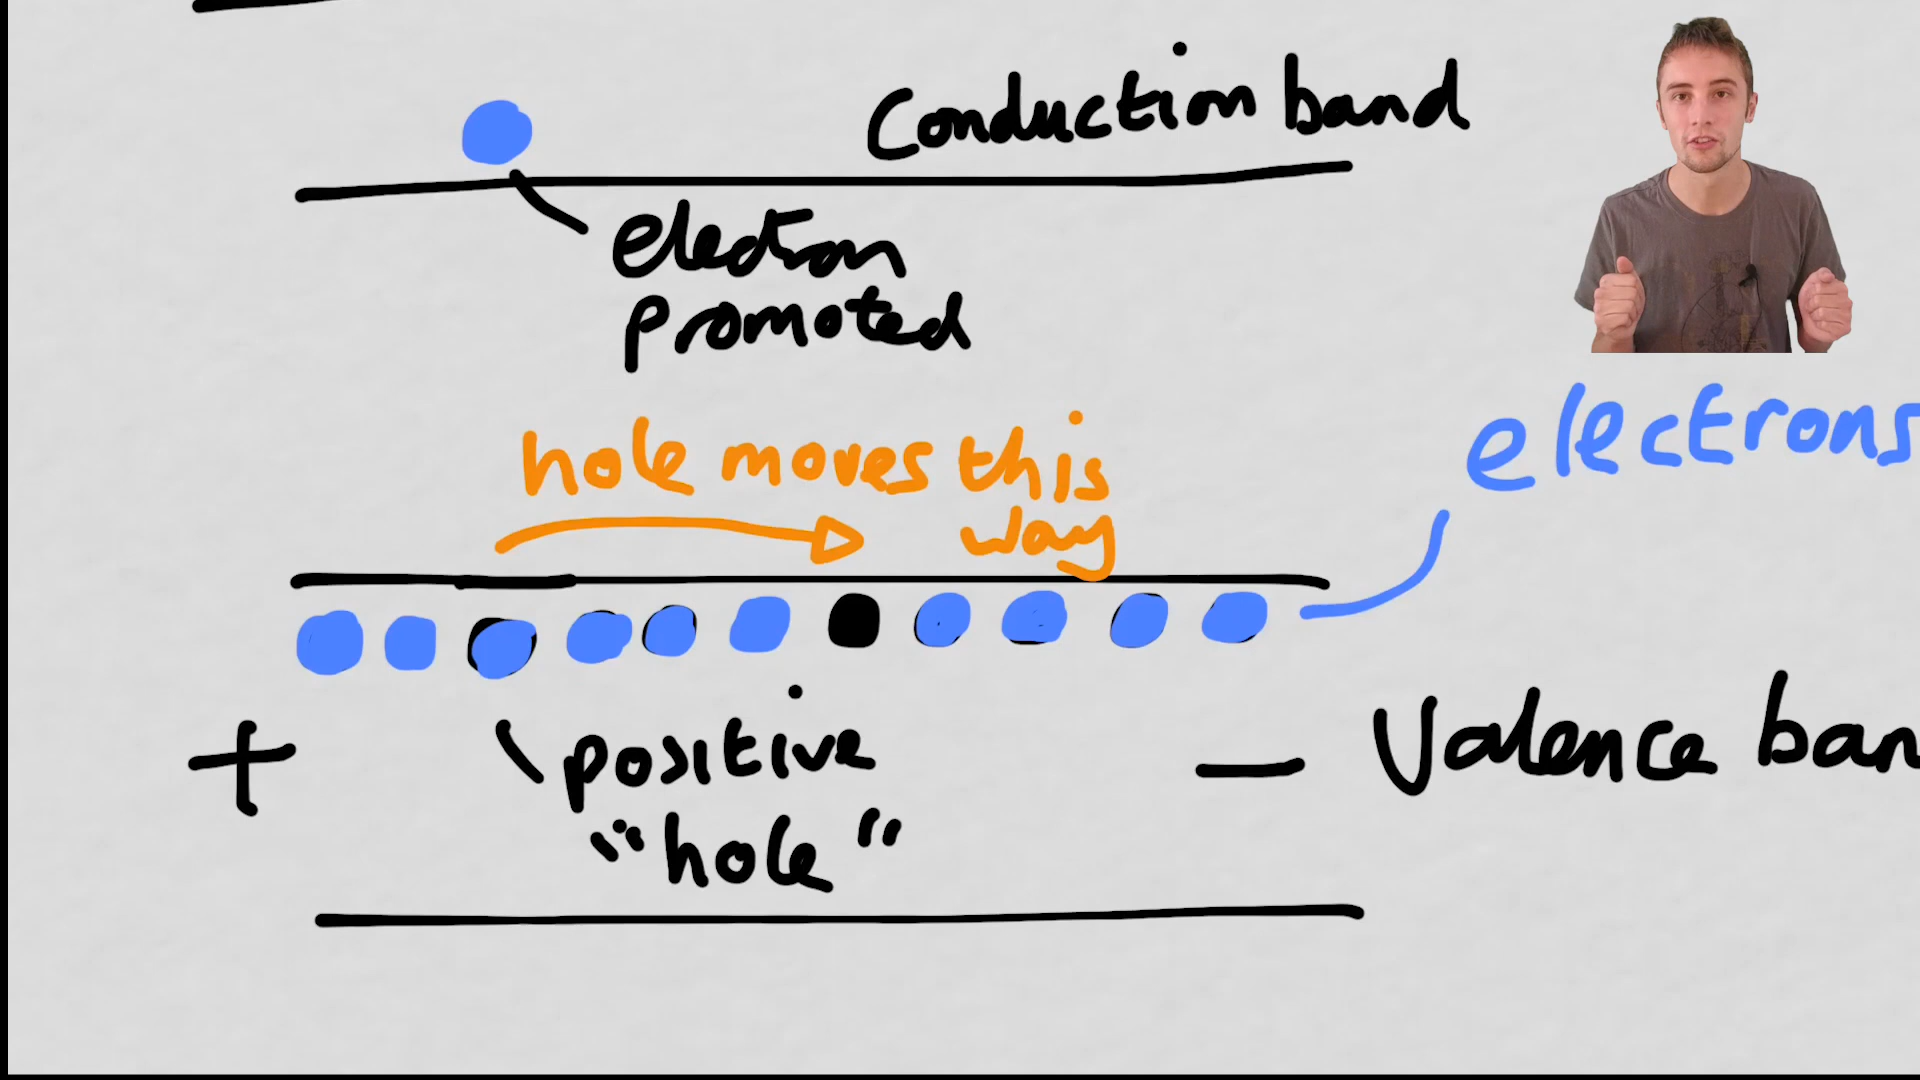 Conduction band
electron
promoted
electrons
hole moves this
way
+
positive
"hole"
—
Valence ban